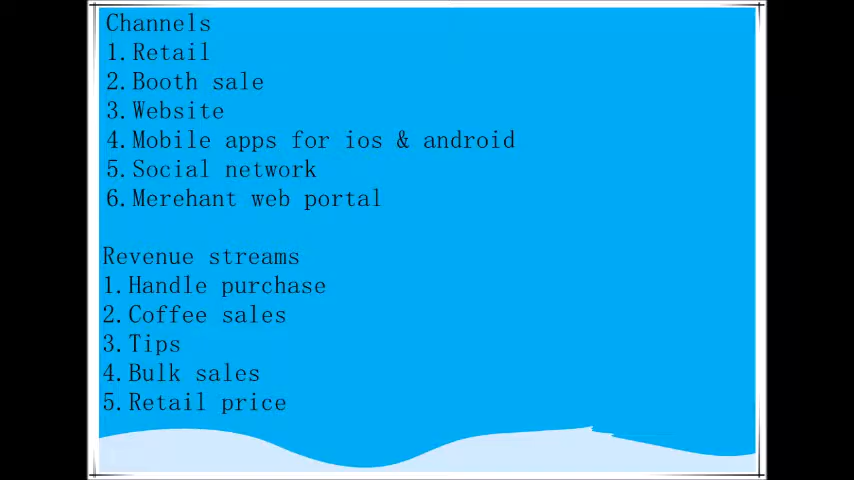 Channels
1.Retail
2.Booth sale
3.Website
4.Mobile apps for ios & android
5.Social network
6.Merehant web portal
Revenue streams
1.Handle purchase
2.Coffee sales
3.Tips
4.Bulk sales
5.Retail price